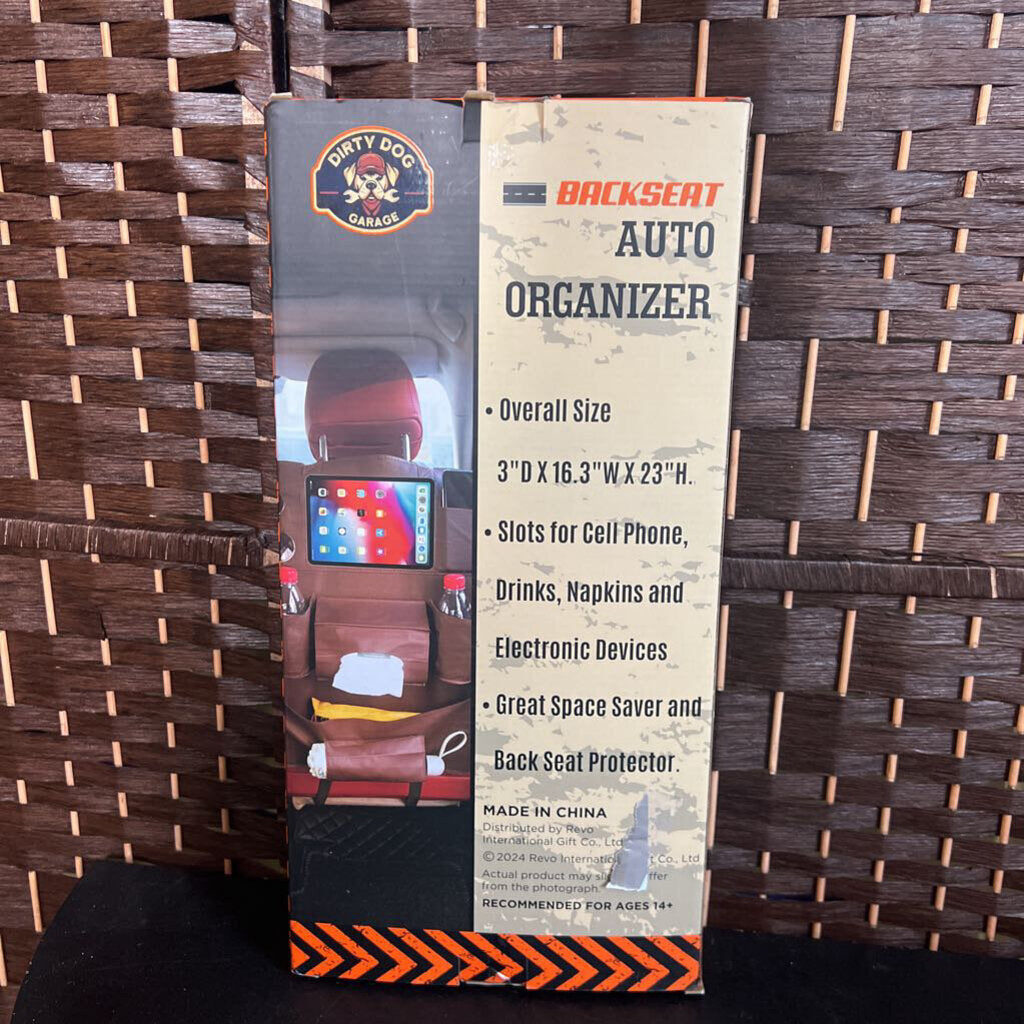 DIRTY DOG
GARAGE
BACKSEAT
AUTO
ORGANIZER
• Overall Size
3"D X 16.3"W X 23"H.
• Slots for Cell Phone,
Drinks, Napkins and
Electronic Devices
• Great Space Saver and
Back Seat Protector.
MADE IN CHINA
Distributed by Revo
International Gift Co., Ltd
© 2024 Revo Co., Ltd
Actual product may
from the photograph.
RECOMMENDED FOR AGES 14+